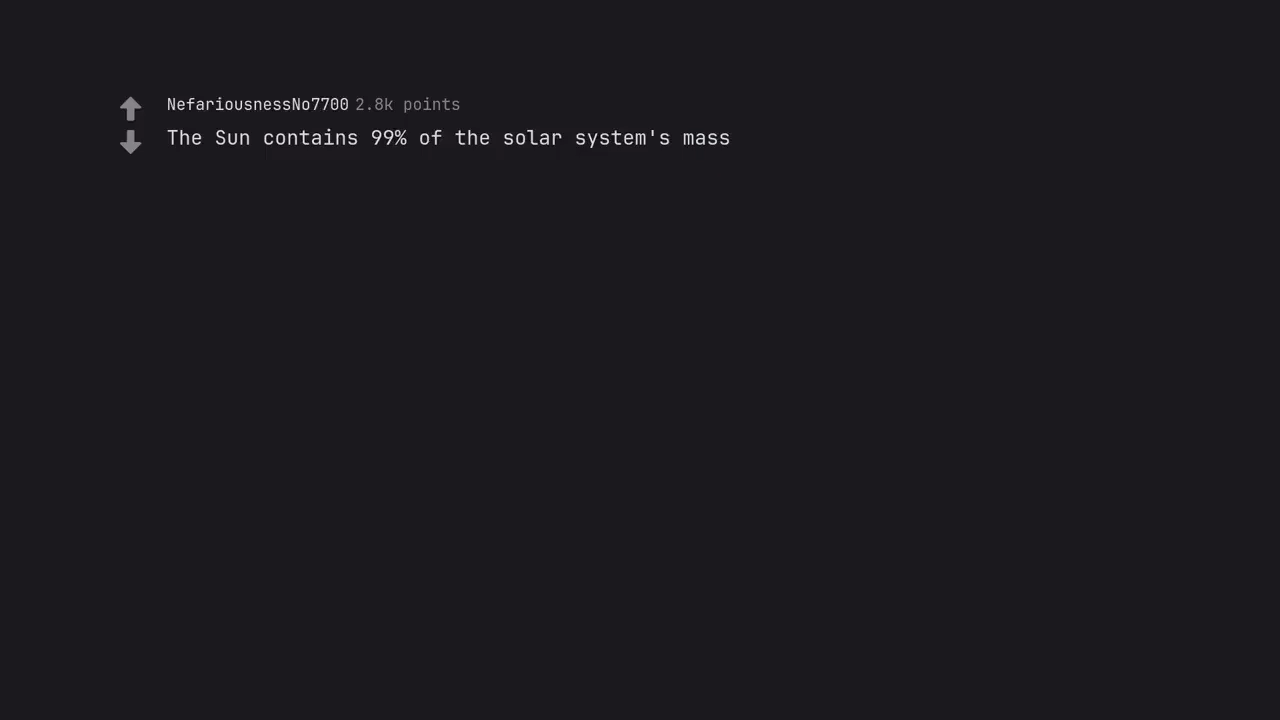 NefariousnessNo7700 2.8k points
The Sun contains 99% of the solar system's mass